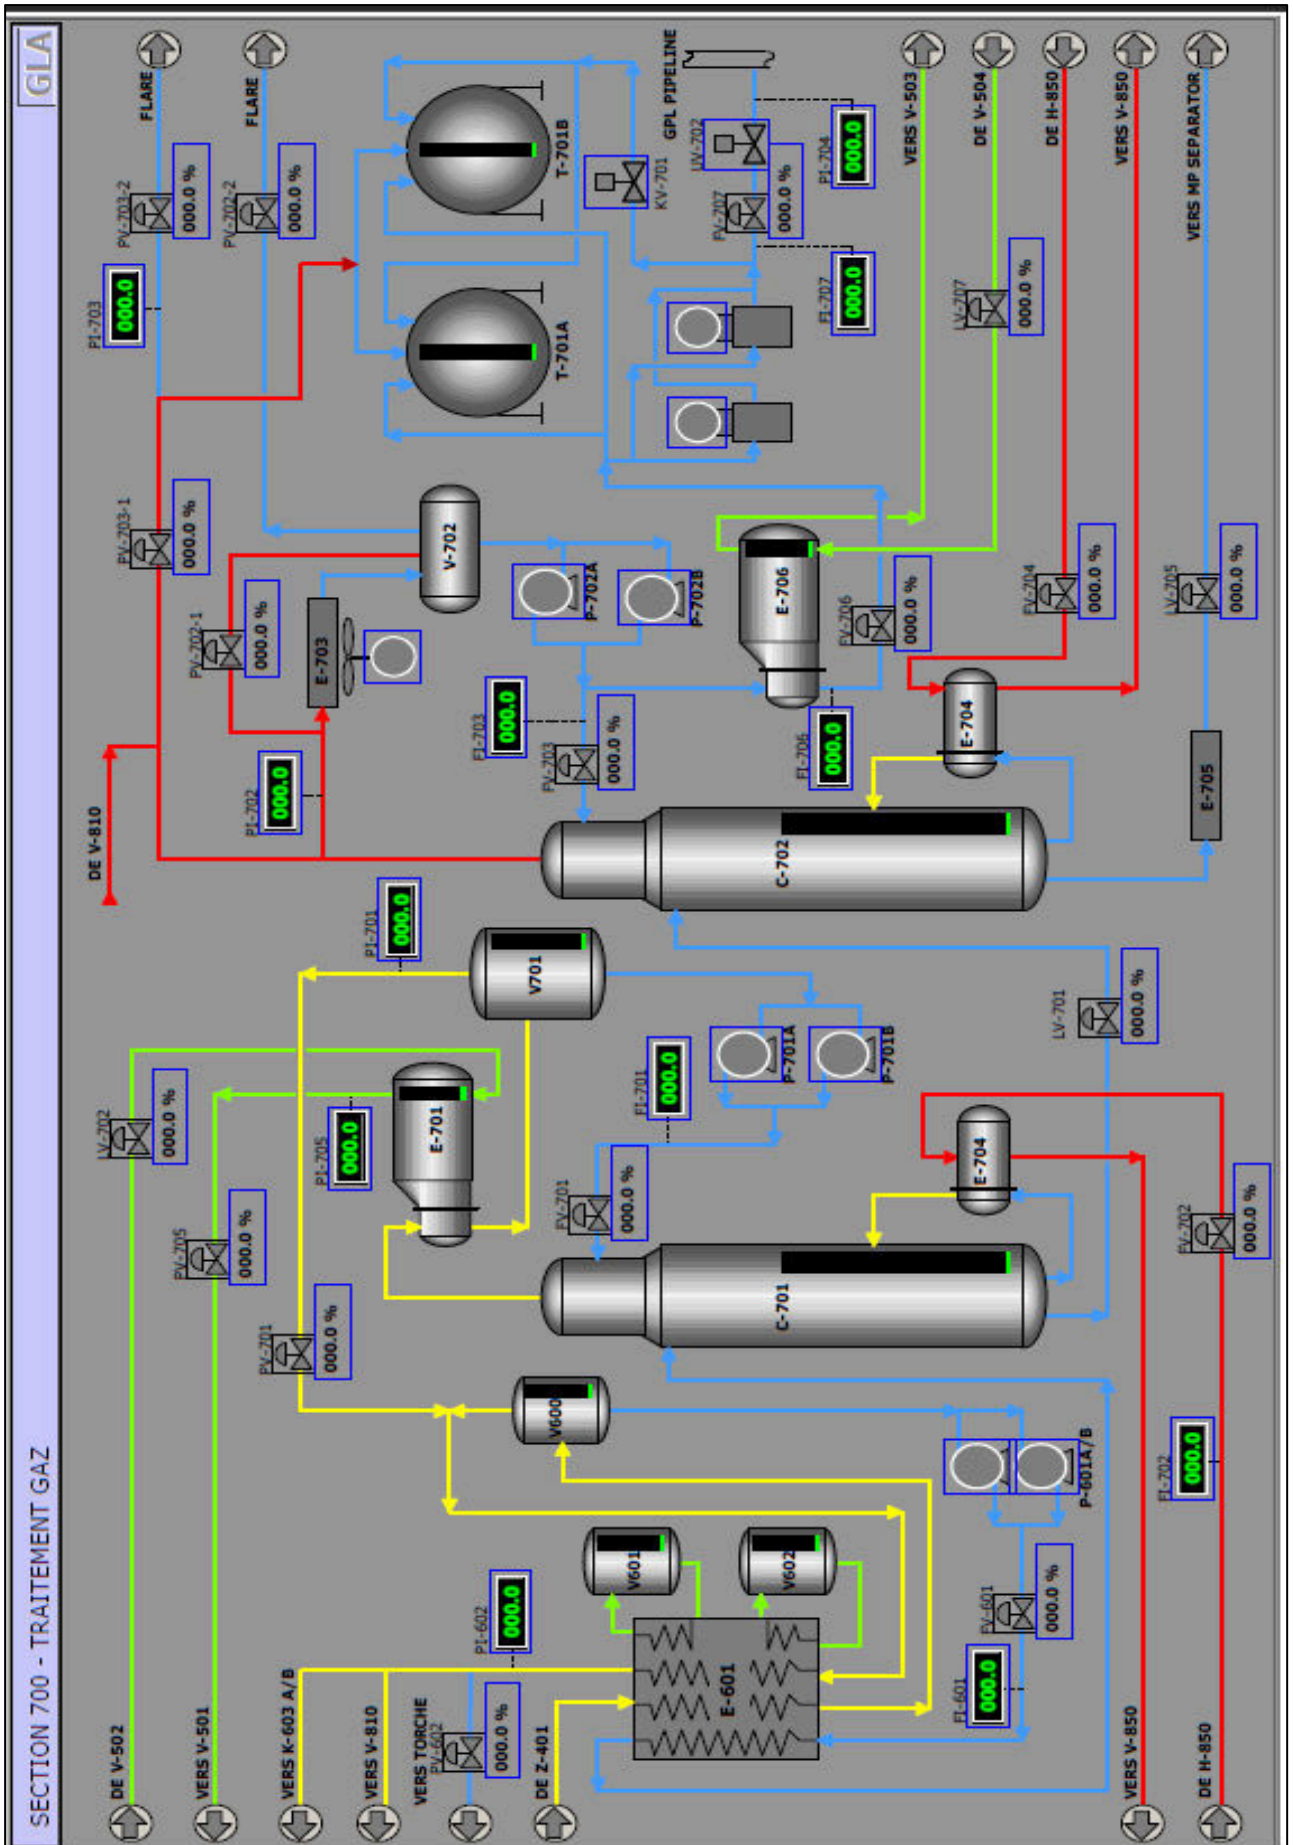 SECTION 700 - TRAITEMENT GAZ
GLA
DE V-502
LV-702
000.0 %
VERS V-501
PV-705
000.0 %
PI-705
000.0
VERS K-603 A/B
PV-701
000.0 %
PI-701
000.0
VERS V-810
VERS TORCHE
PV-602
000.0 %
PI-602
000.0
DE Z-401
E-601
V601
V602
V600
FI-601
000.0
FV-601
000.0 %
P-601A/B
VERS V-850
DE H-850
FI-702
000.0
FV-702
000.0 %
E-701
V701
FV-701
000.0 %
FI-701
000.0
P-701A
P-701B
C-701
E-704
LV-701
000.0 %
DE V-810
PI-702
000.0
PV-702-1
000.0 %
PV-703-1
000.0 %
PI-703
000.0
PV-703-2
000.0 %
FLARE
PV-702-2
000.0 %
FLARE
E-703
V-702
P-702A
P-702B
FI-703
000.0
FV-703
000.0 %
C-702
E-704
E-705
E-706
FI-706
000.0
FV-706
000.0 %
T-701A
T-701B
KV-701
GPL PIPELINE
UV-702
FV-707
000.0 %
FI-707
000.0
PI-704
000.0
VERS V-503
DE V-504
LV-707
000.0 %
DE H-850
FV-704
000.0 %
VERS V-850
LV-705
000.0 %
VERS MP SEPARATOR